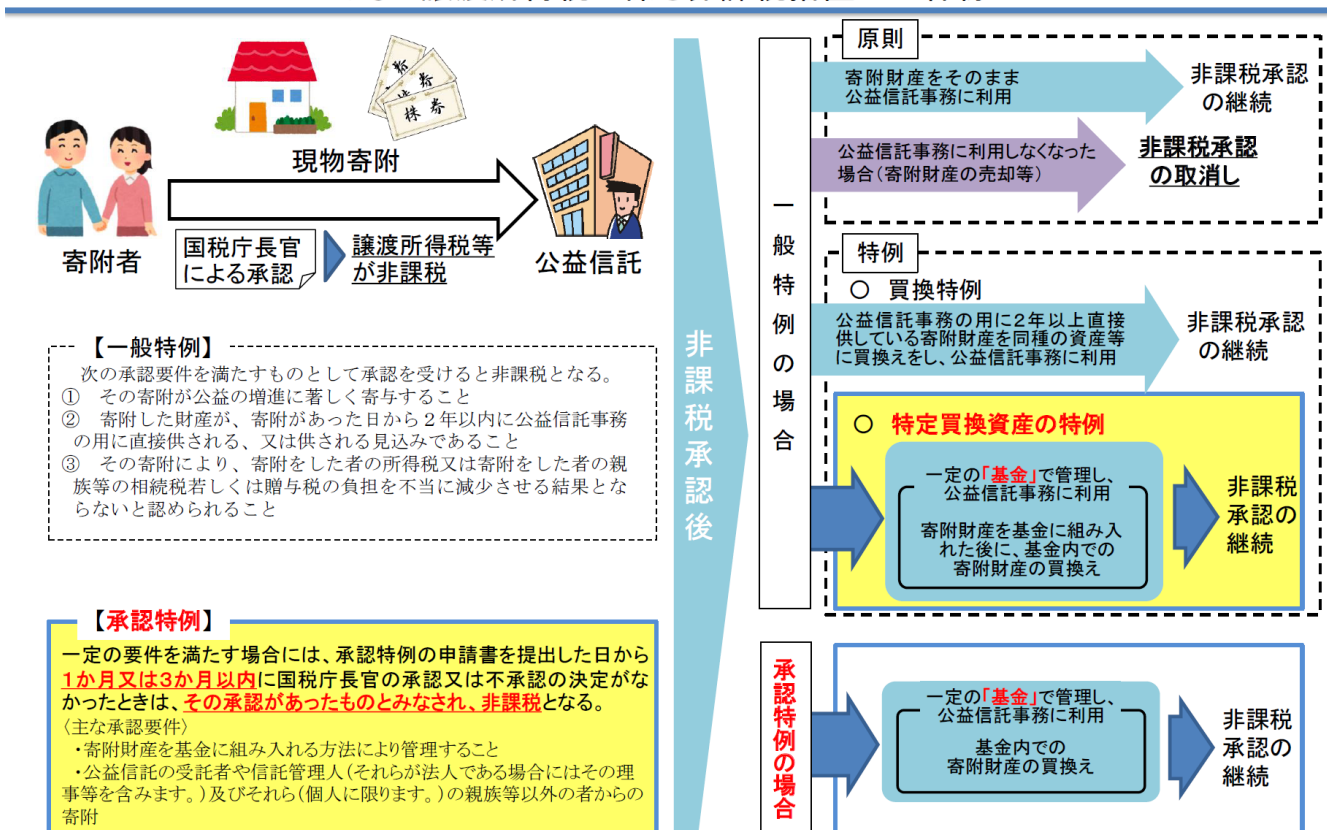 株券
現物寄附
寄附者
国税庁長官
による承認
譲渡所得税等
が非課税
公益信託
【一般特例】
次の承認要件を満たすものとして承認を受けると非課税となる。
① その寄附が公益の増進に著しく寄与すること
② 寄附した財産が、寄附があった日から２年以内に公益信託事務
の用に直接供される、又は供される見込みであること
③ その寄附により、寄附をした者の所得税又は寄附をした者の親
族等の相続税若しくは贈与税の負担を不当に減少させる結果とな
らないと認められること
【承認特例】
一定の要件を満たす場合には、承認特例の申請書を提出した日から
１か月又は３か月以内に国税庁長官の承認又は不承認の決定がな
かったときは、その承認があったものとみなされ、非課税となる。
〈主な承認要件〉
・寄附財産を基金に組み入れる方法により管理すること
・公益信託の受託者や信託管理人(それらが法人である場合にはその理
事等を含みます。)及びそれら(個人に限ります。)の親族等以外の者からの
寄附
非課税承認後
一般特例の場合
原則
寄附財産をそのまま
公益信託事務に利用
非課税承認
の継続
公益信託事務に利用しなくなった
場合(寄附財産の売却等)
非課税承認
の取消し
特例
○ 買換特例
公益信託事務の用に２年以上直接
供している寄附財産を同種の資産等
に買換えをし、公益信託事務に利用
非課税承認
の継続
○ 特定買換資産の特例
一定の「基金」で管理し、
公益信託事務に利用
寄附財産を基金に組み入
れた後に、基金内での
寄附財産の買換え
非課税
承認の
継続
承認特例の場合
一定の「基金」で管理し、
公益信託事務に利用
基金内での
寄附財産の買換え
非課税
承認の
継続